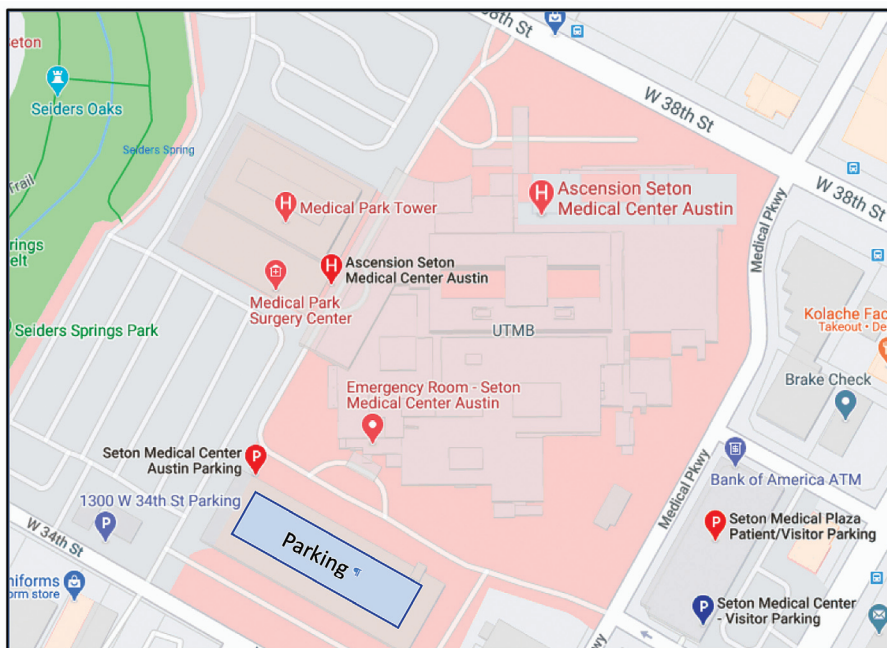 38th St
W 38th St
W 38th St
Seton
Seiders Oaks
Seiders Spring
Trail
Medical Park Tower
Ascension Seton
Medical Center Austin
Ascension Seton
Medical Center Austin
Medical Pkwy
Medical Park
Surgery Center
rings
elt
Seiders Springs Park
UTMB
Kolache Fac
Takeout • De
Brake Check
Emergency Room - Seton
Medical Center Austin
Seton Medical Center
Austin Parking
1300 W 34th St Parking
Medical Pkwy
Bank of America ATM
W 34th St
Parking ¶
Seton Medical Plaza
Patient/Visitor Parking
niforms
orm store
Seton Medical Center
- Visitor Parking
kwy